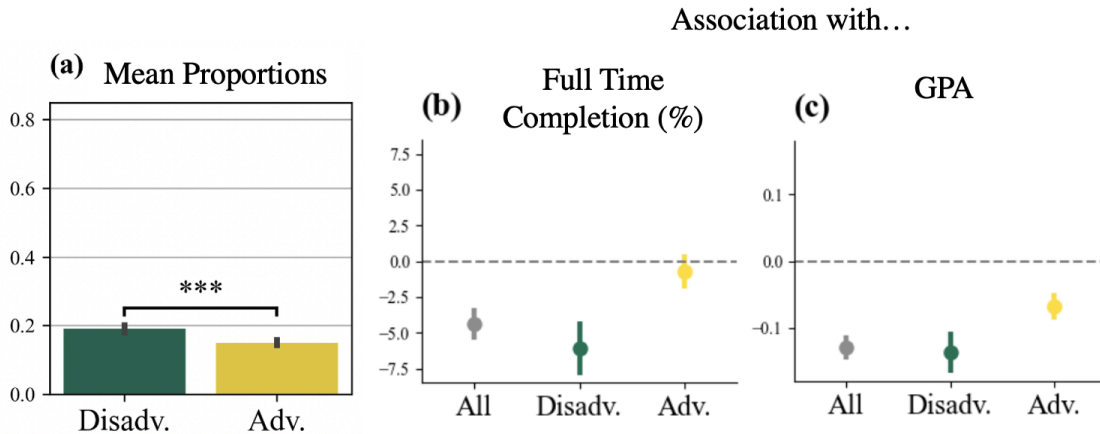 Association with…
(a) Mean Proportions
0.8
0.6
0.4
0.2
0.0
***
Disadv. Adv.
(b) Full Time
Completion (%)
7.5
5.0
2.5
0.0
−2.5
−5.0
−7.5
All Disadv. Adv.
(c) GPA
0.1
0.0
−0.1
All Disadv. Adv.